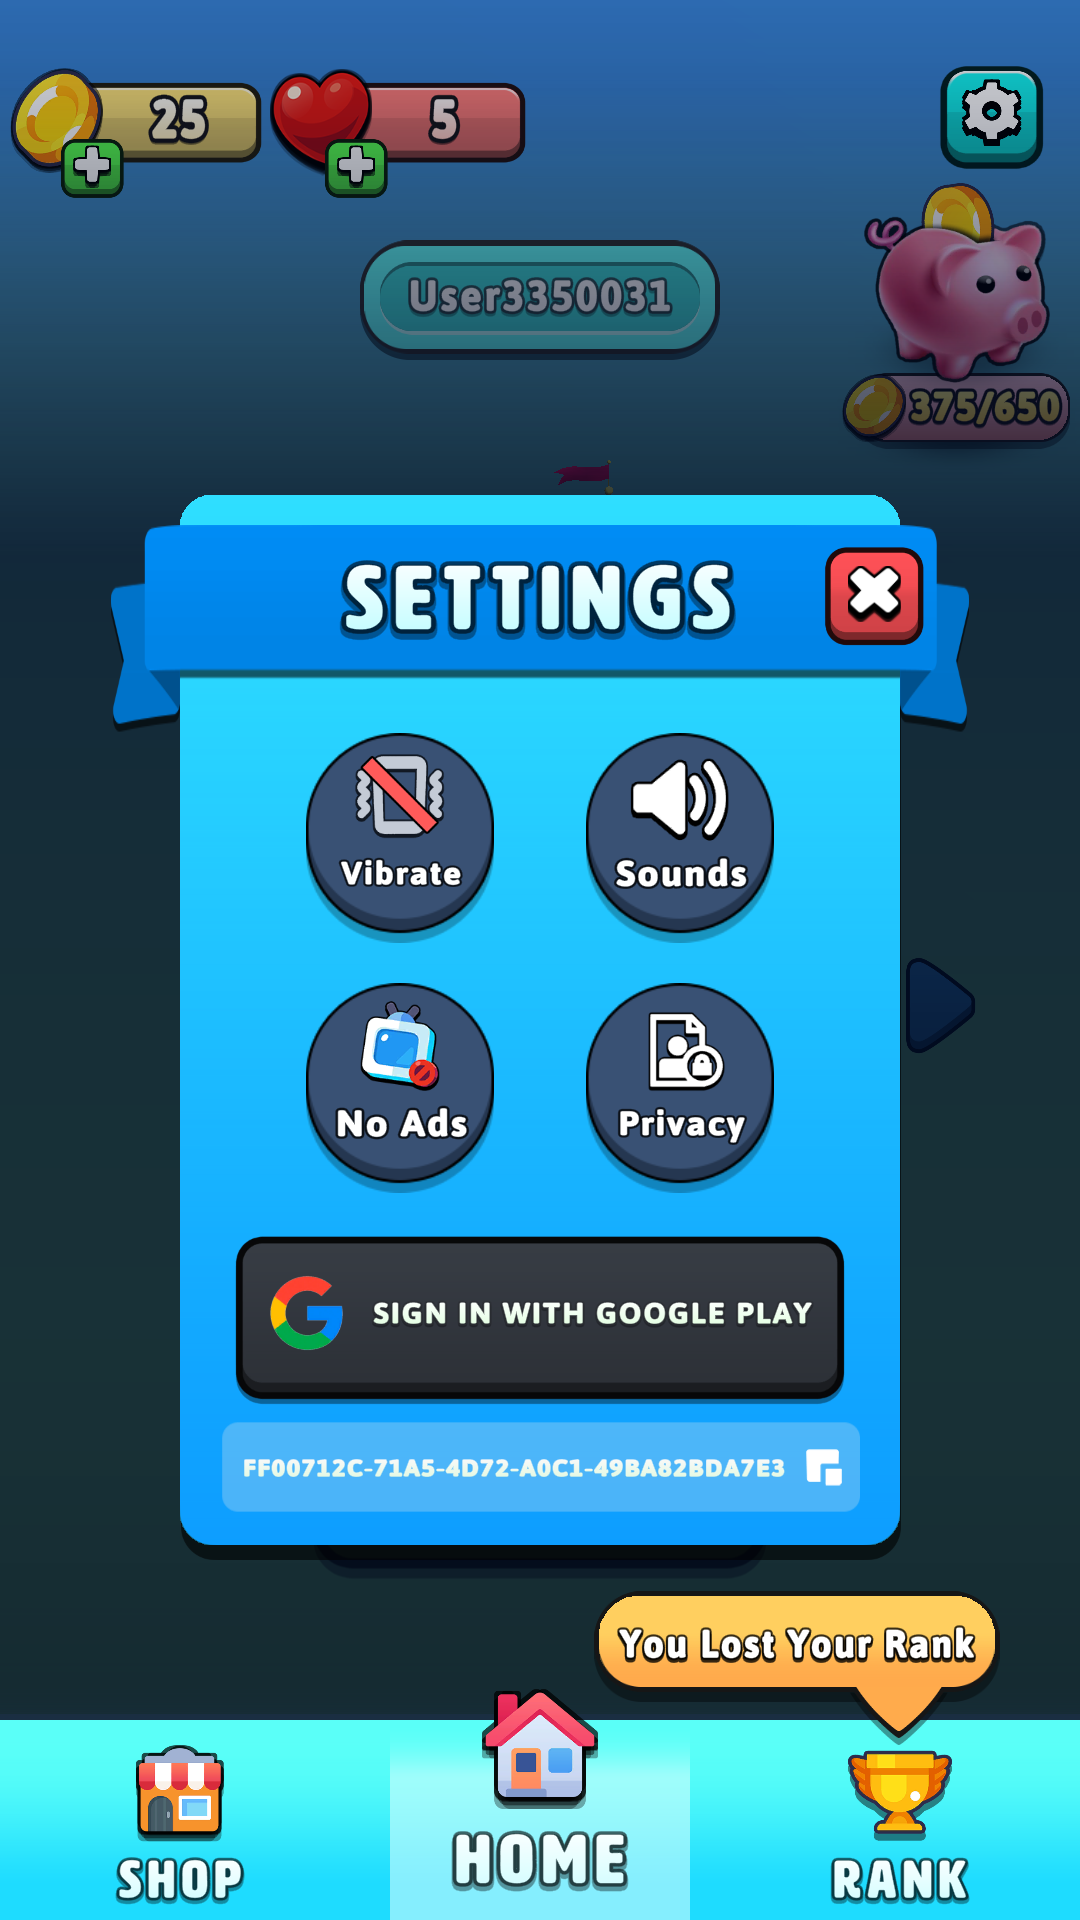 25
5
User3350031
375/650
SETTINGS
Vibrate
Sounds
No Ads
Privacy
SIGN IN WITH GOOGLE PLAY
FF00712C-71A5-4D72-A0C1-49BA82BDA7E3
You Lost Your Rank
SHOP
HOME
RANK